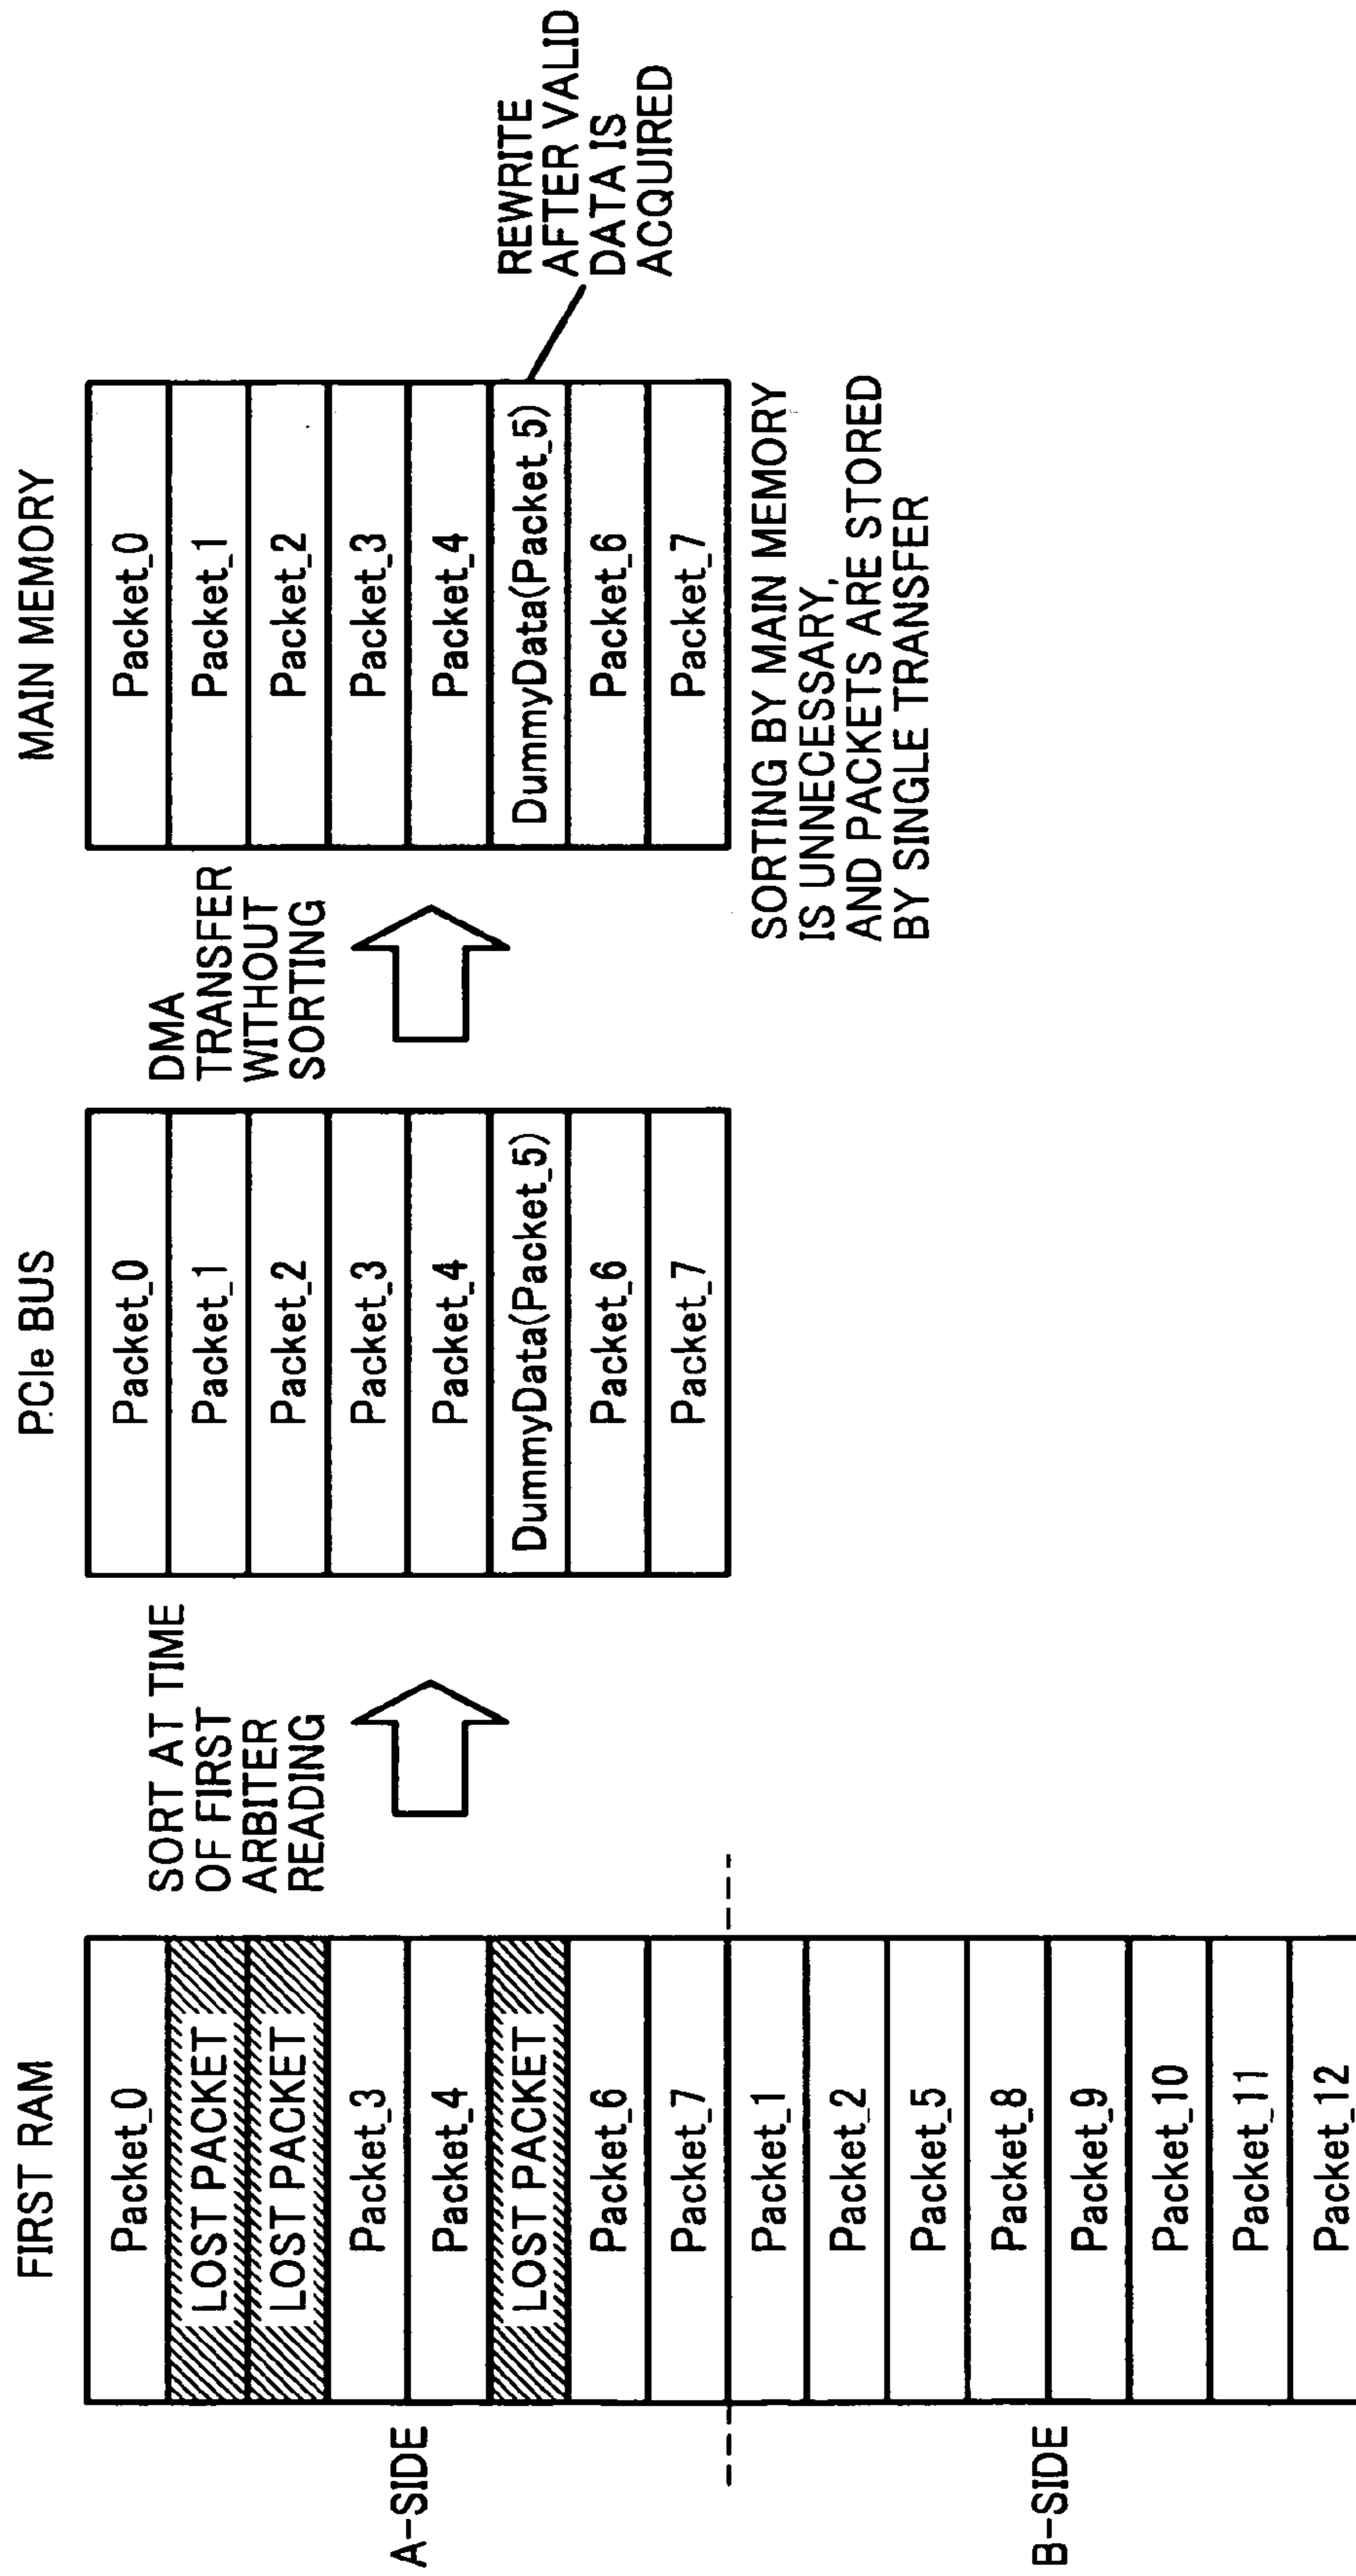 FIRST RAM
A-SIDE
Packet_0
LOST PACKET
LOST PACKET
Packet_3
Packet_4
LOST PACKET
Packet_6
Packet_7
B-SIDE
Packet_1
Packet_2
Packet_5
Packet_8
Packet_9
Packet_10
Packet_11
Packet_12
SORT AT TIME
OF FIRST
ARBITER
READING
P.CIe BUS
Packet_0
Packet_1
Packet_2
Packet_3
Packet_4
DummyData(Packet_5)
Packet_6
Packet_7
DMA
TRANSFER
WITHOUT
SORTING
MAIN MEMORY
Packet_0
Packet_1
Packet_2
Packet_3
Packet_4
DummyData(Packet_5)
Packet_6
Packet_7
REWRITE
AFTER VALID
DATA IS
ACQUIRED
SORTING BY MAIN MEMORY
IS UNNECESSARY,
AND PACKETS ARE STORED
BY SINGLE TRANSFER